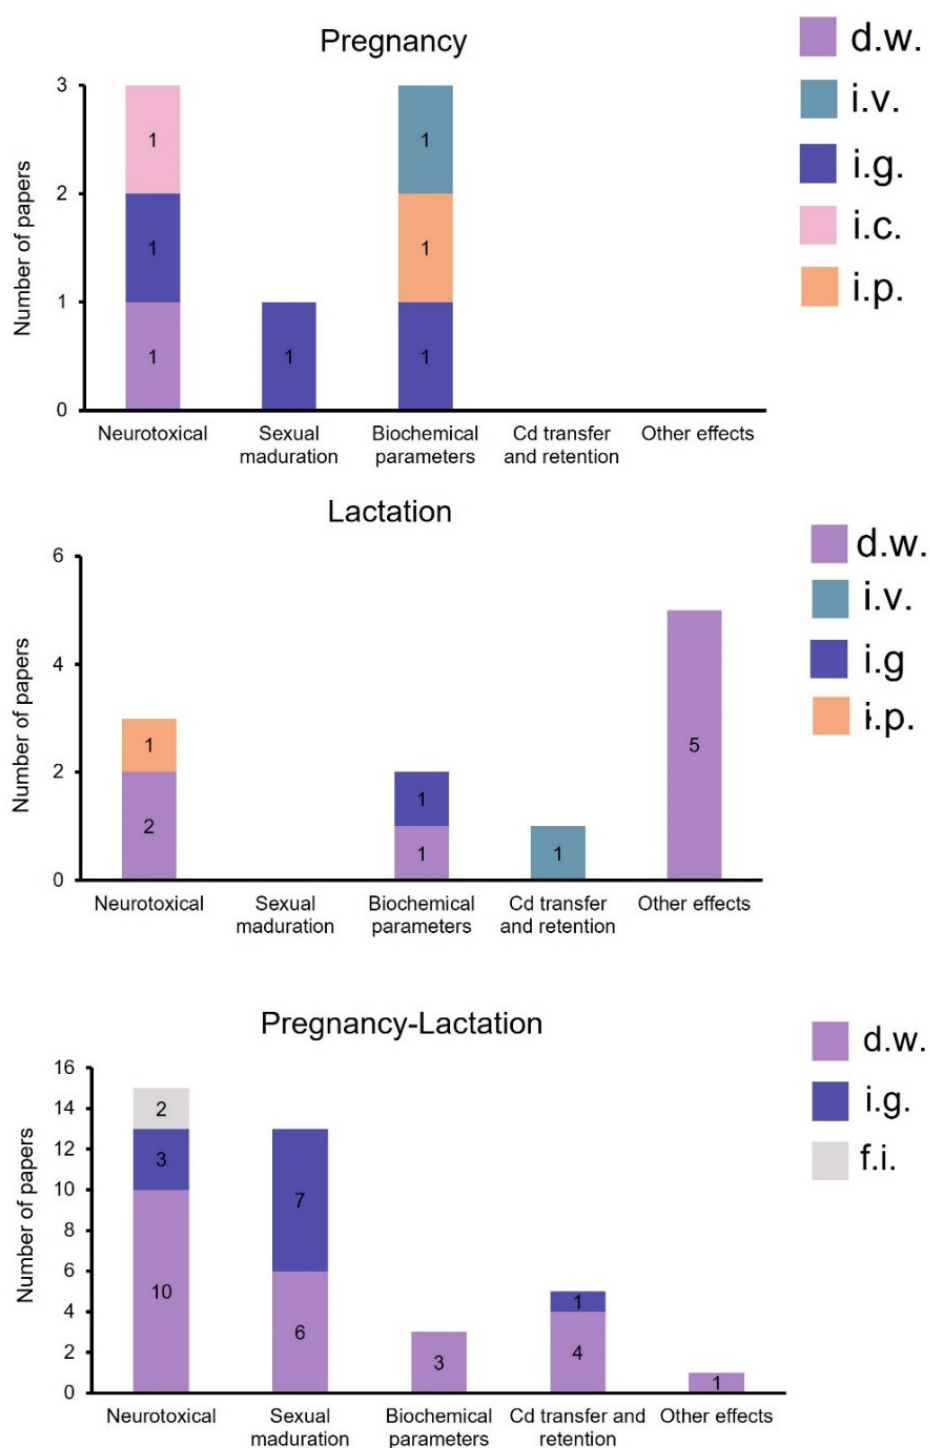 Pregnancy
d.w.
i.v.
i.g.
i.c.
i.p.
Number of papers
3
2
1
0
1
1
1
1
1
1
1
Neurotoxical
Sexual
maduration
Biochemical
parameters
Cd transfer
and retention
Other effects
Lactation
d.w.
i.v.
i.g
i.p.
Number of papers
6
4
2
0
1
2
1
1
1
5
Neurotoxical
Sexual
maduration
Biochemical
parameters
Cd transfer
and retention
Other effects
Pregnancy-Lactation
d.w.
i.g.
f.i.
Number of papers
16
14
12
10
8
6
4
2
0
2
3
10
7
6
3
1
4
1
Neurotoxical
Sexual
maduration
Biochemical
parameters
Cd transfer and
retention
Other effects